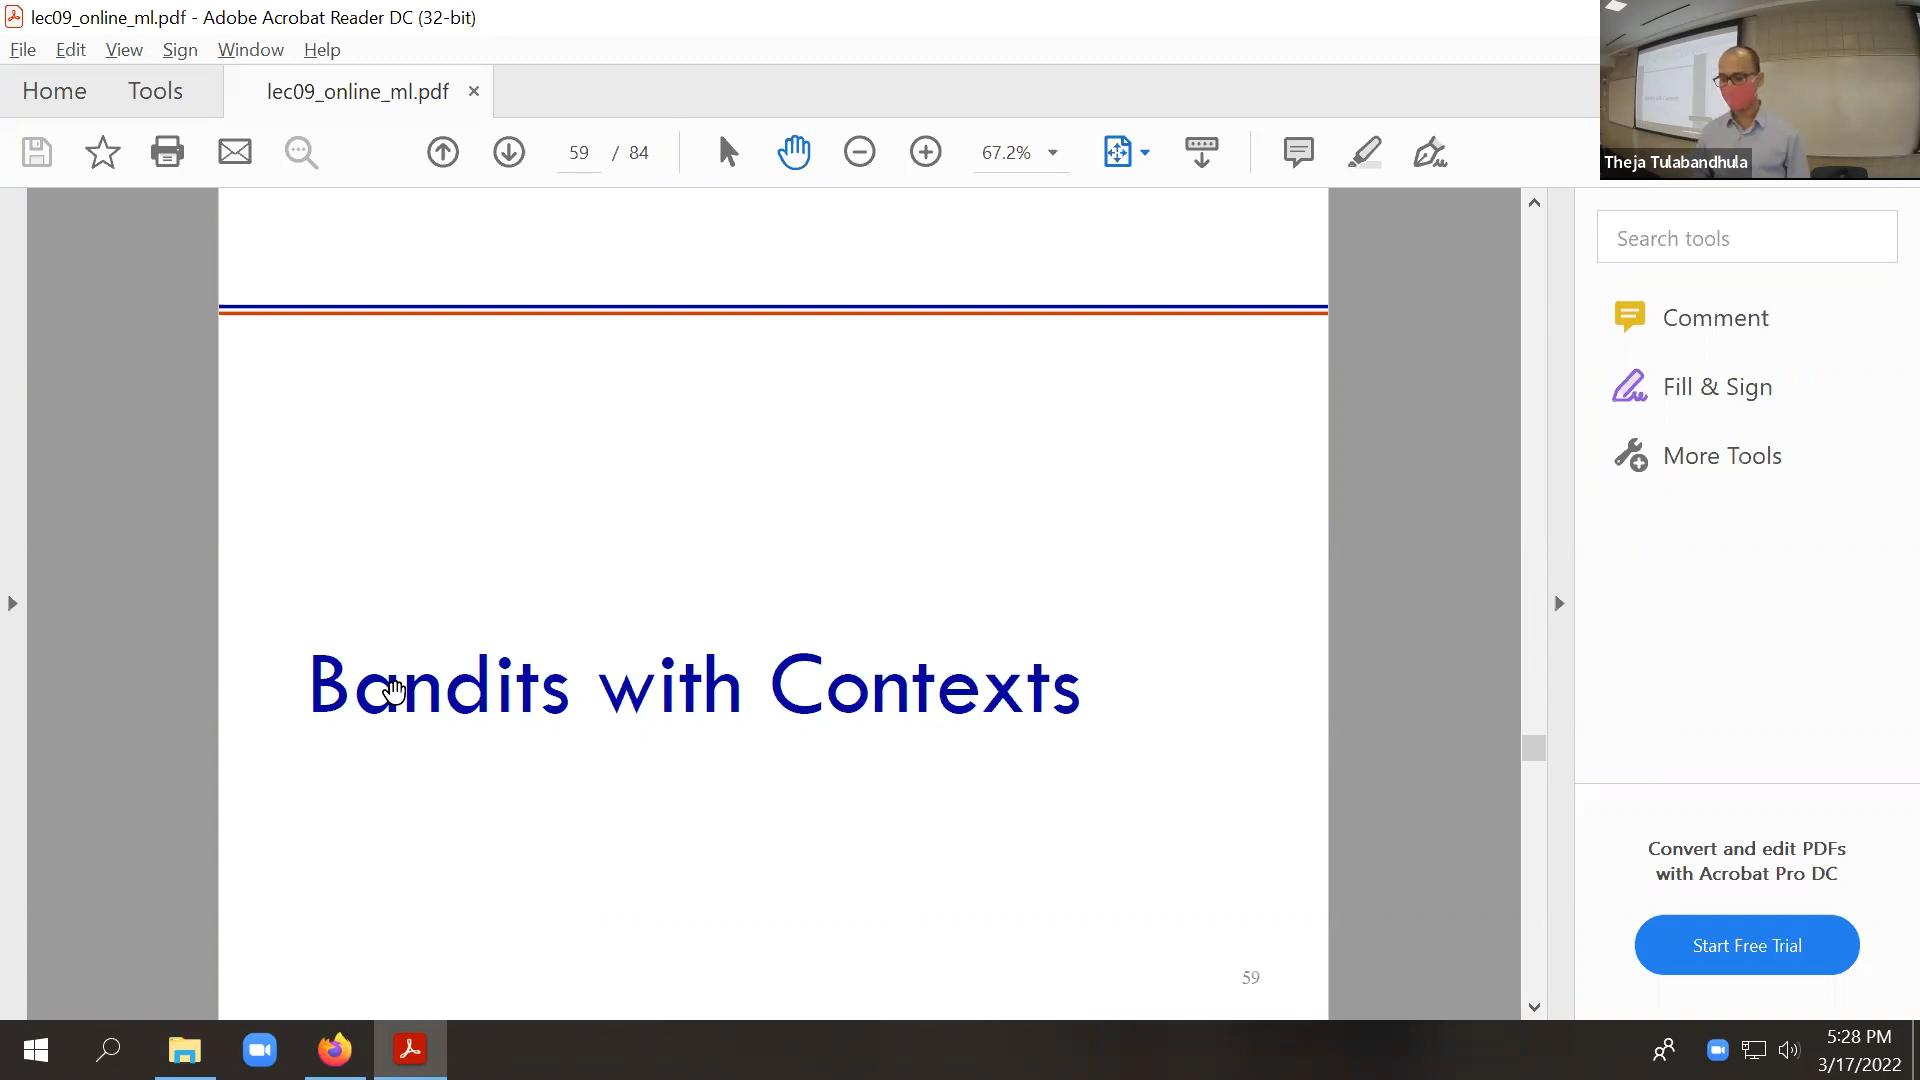 lec09_online_ml.pdf - Adobe Acrobat Reader DC (32-bit)
File Edit View Sign Window Help
Home Tools lec09_online_ml.pdf
59 / 84 67.2%
Theja Tulabandhula
Search tools
Comment
Fill & Sign
More Tools
Bandits with Contexts
59
Convert and edit PDFs
with Acrobat Pro DC
Start Free Trial
5:28 PM
3/17/2022